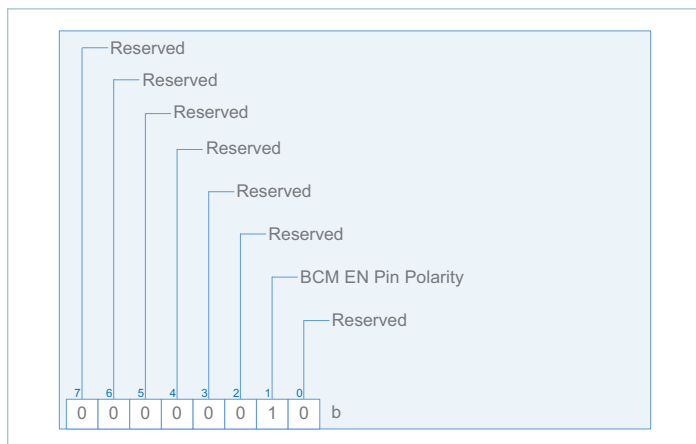 Reserved
Reserved
Reserved
Reserved
Reserved
Reserved
BCM EN Pin Polarity
Reserved
7 6 5 4 3 2 1 0
0 0 0 0 0 0 1 0 b